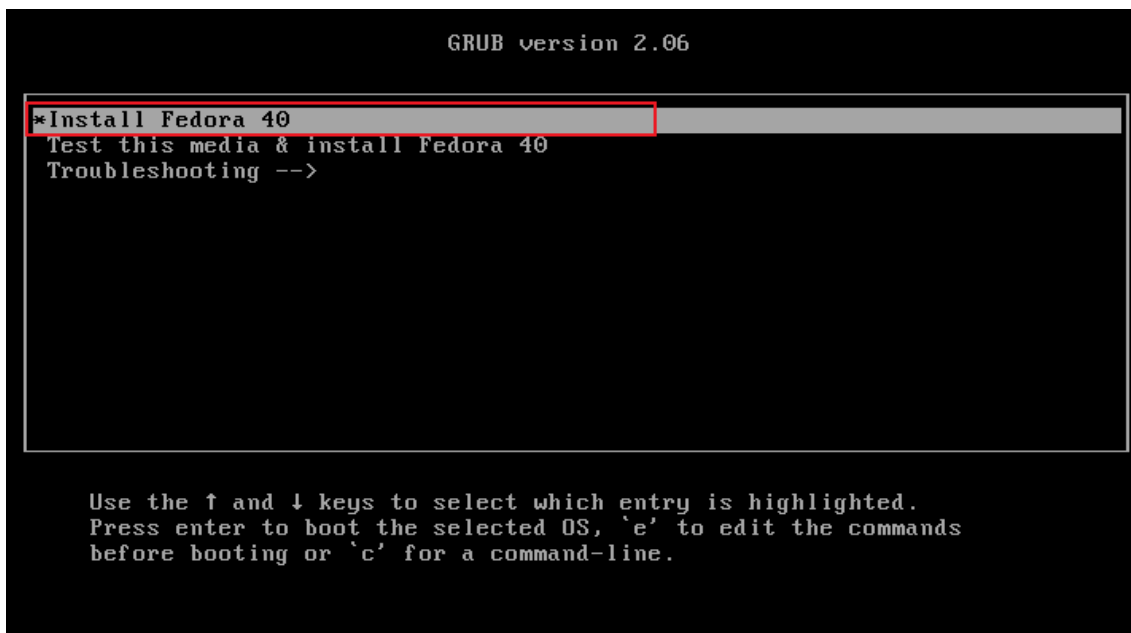 GRUB version 2.06
*Install Fedora 40
Test this media & install Fedora 40
Troubleshooting -->
Use the ↑ and ↓ keys to select which entry is highlighted.
Press enter to boot the selected OS, `e' to edit the commands
before booting or `c' for a command-line.